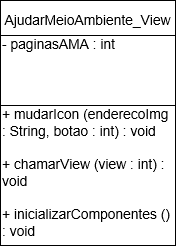 AjudarMeioAmbiente_View
- paginasAMA : int
+ mudarIcon (enderecoImg
: String, botao : int) : void
+ chamarView (view : int) :
void
+ inicializarComponentes ()
: void